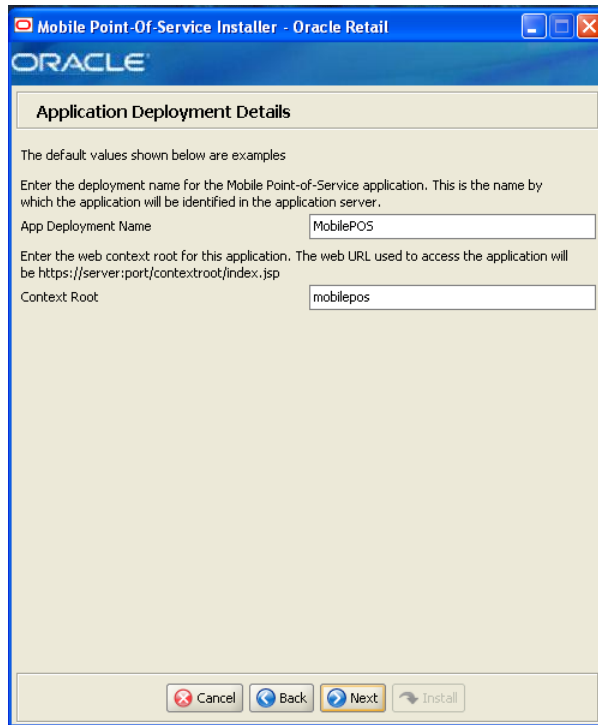 Mobile Point-Of-Service Installer - Oracle Retail
ORACLE
Application Deployment Details
The default values shown below are examples
Enter the deployment name for the Mobile Point-of-Service application. This is the name by
which the application will be identified in the application server.
App Deployment Name MobilePOS
Enter the web context root for this application. The web URL used to access the application will
be https://server:port/contextroot/index.jsp
Context Root mobilepos
Cancel Back Next Install